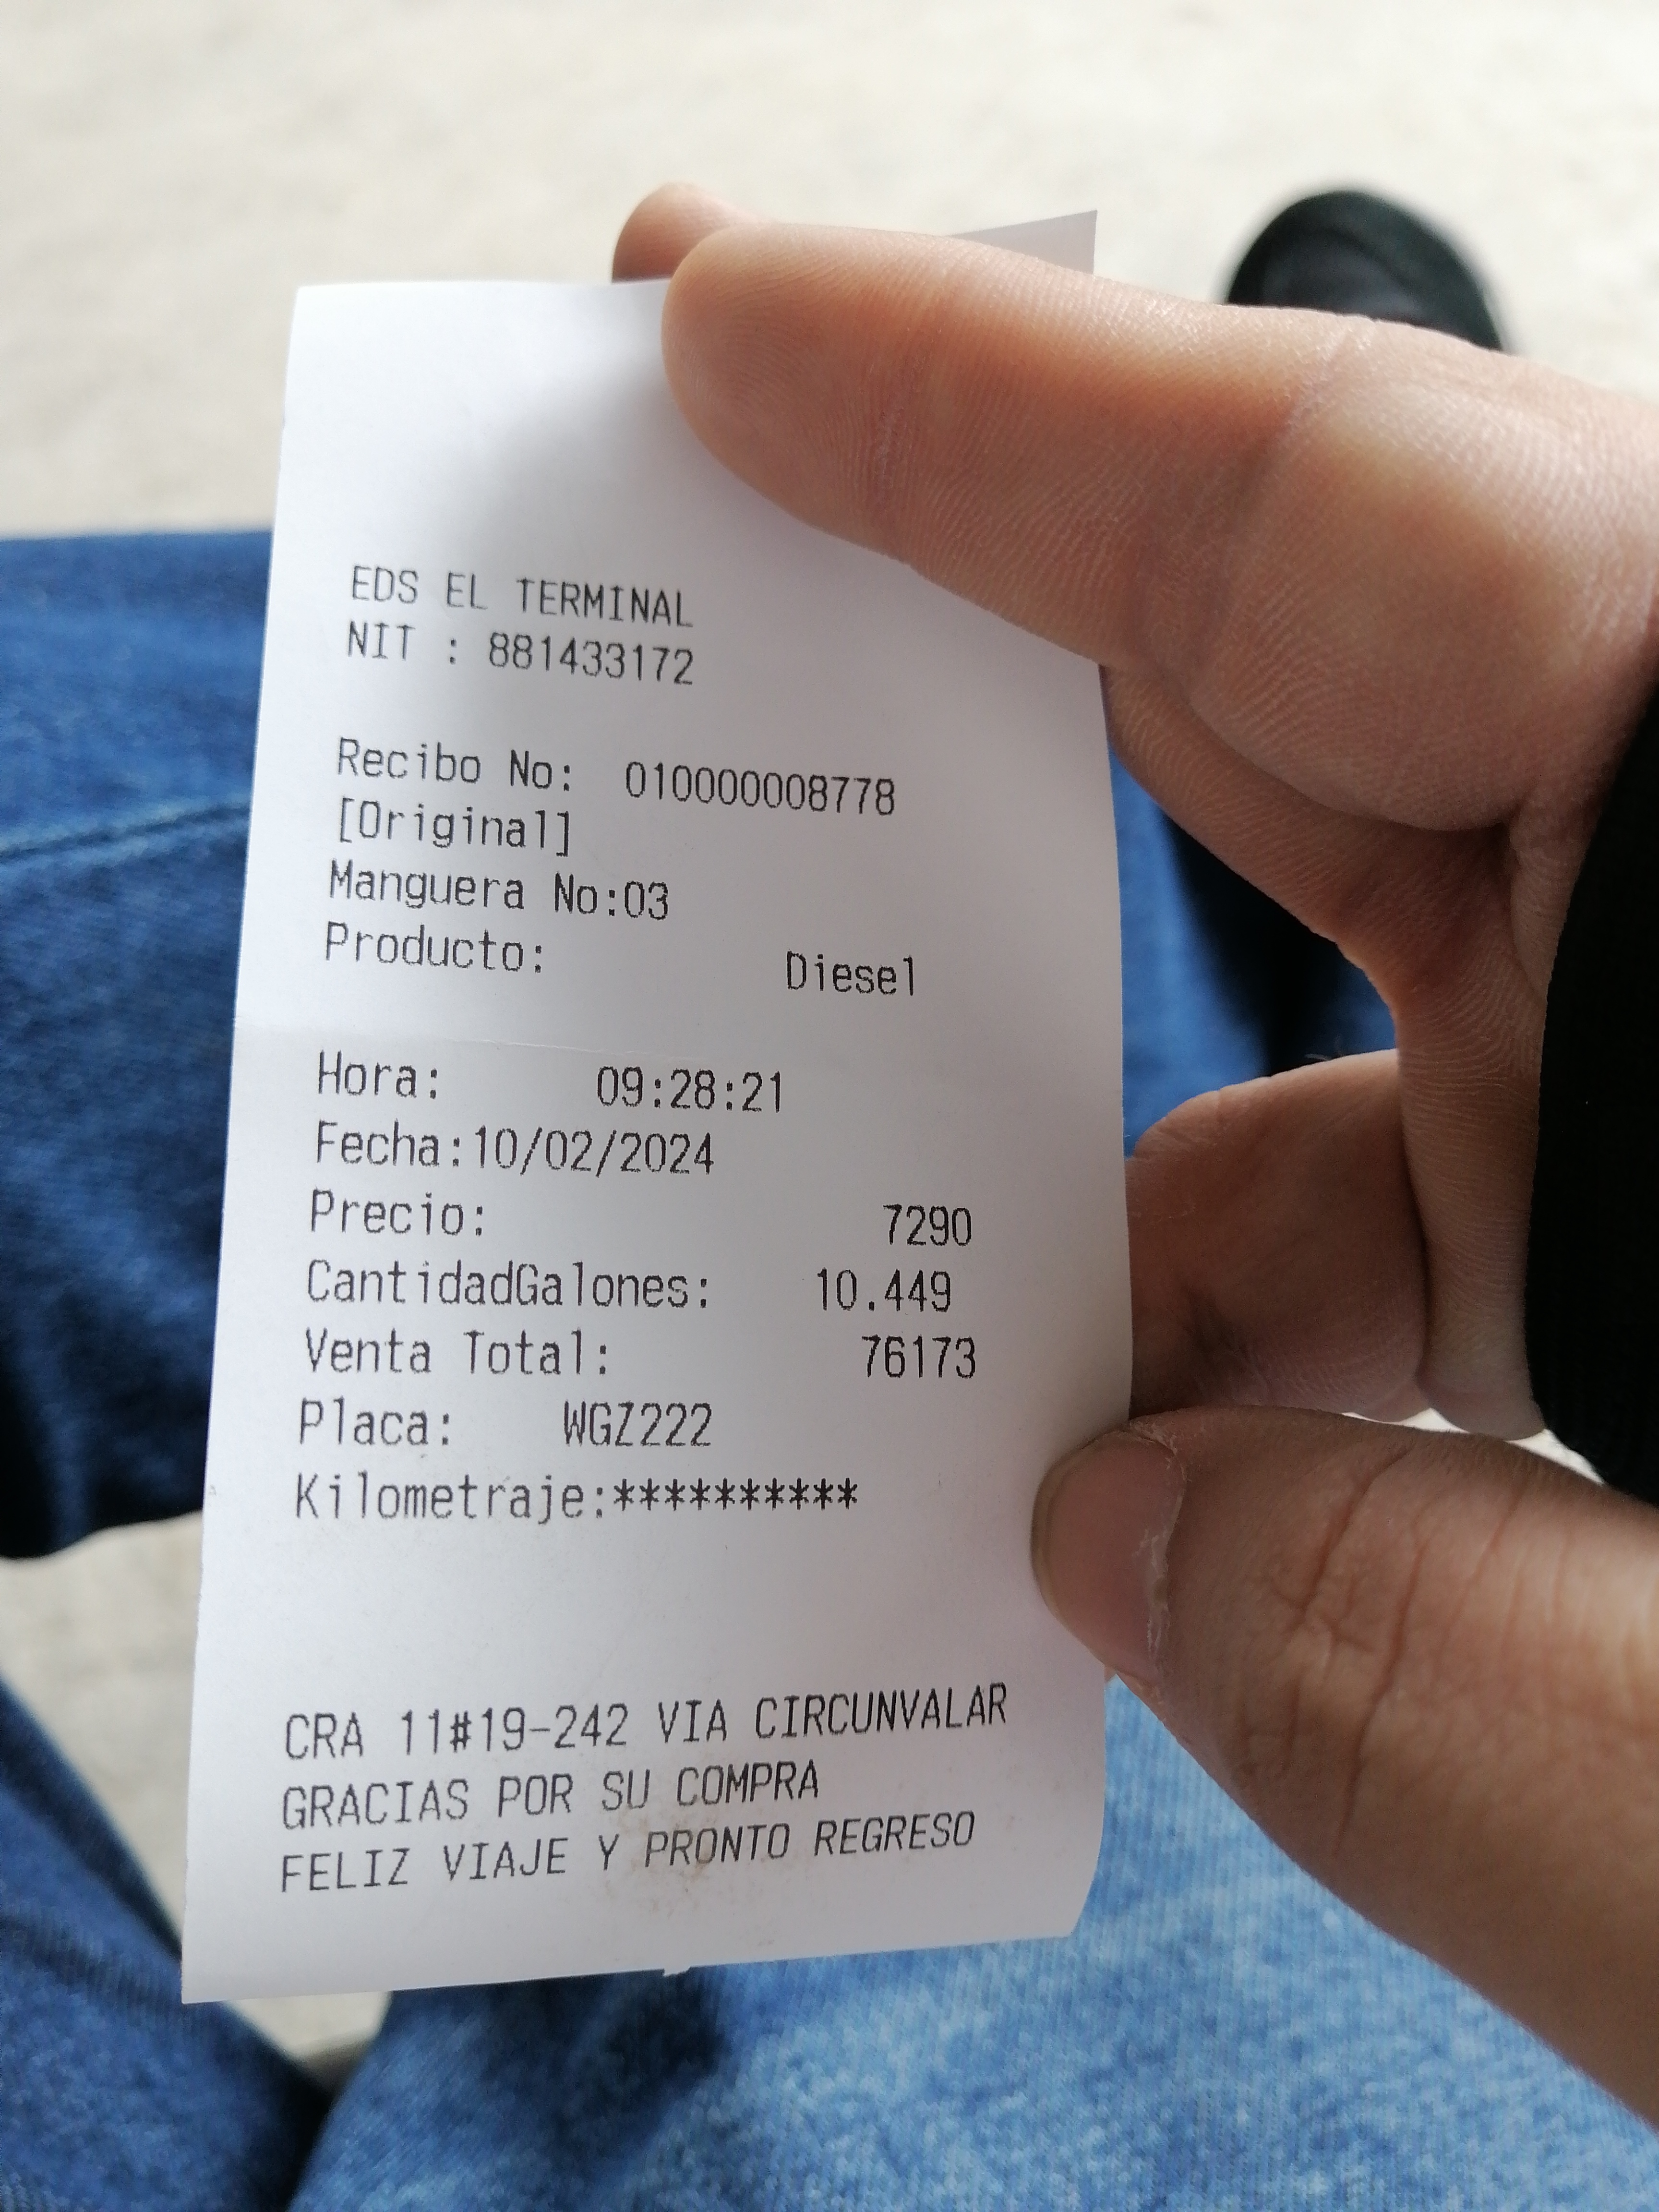 EDS EL TERMINAL
NIT : 881433172
Recibo No: 010000008778
[Original]
Manguera No:03
Producto: Diesel
Hora: 09:28:21
Fecha:10/02/2024
Precio: 7290
CantidadGalones: 10.449
Venta Total: 76173
Placa: WGZ222
Kilometraje:**********
CRA 11#19-242 VIA CIRCUNVALAR
GRACIAS POR SU COMPRA
FELIZ VIAJE Y PRONTO REGRESO